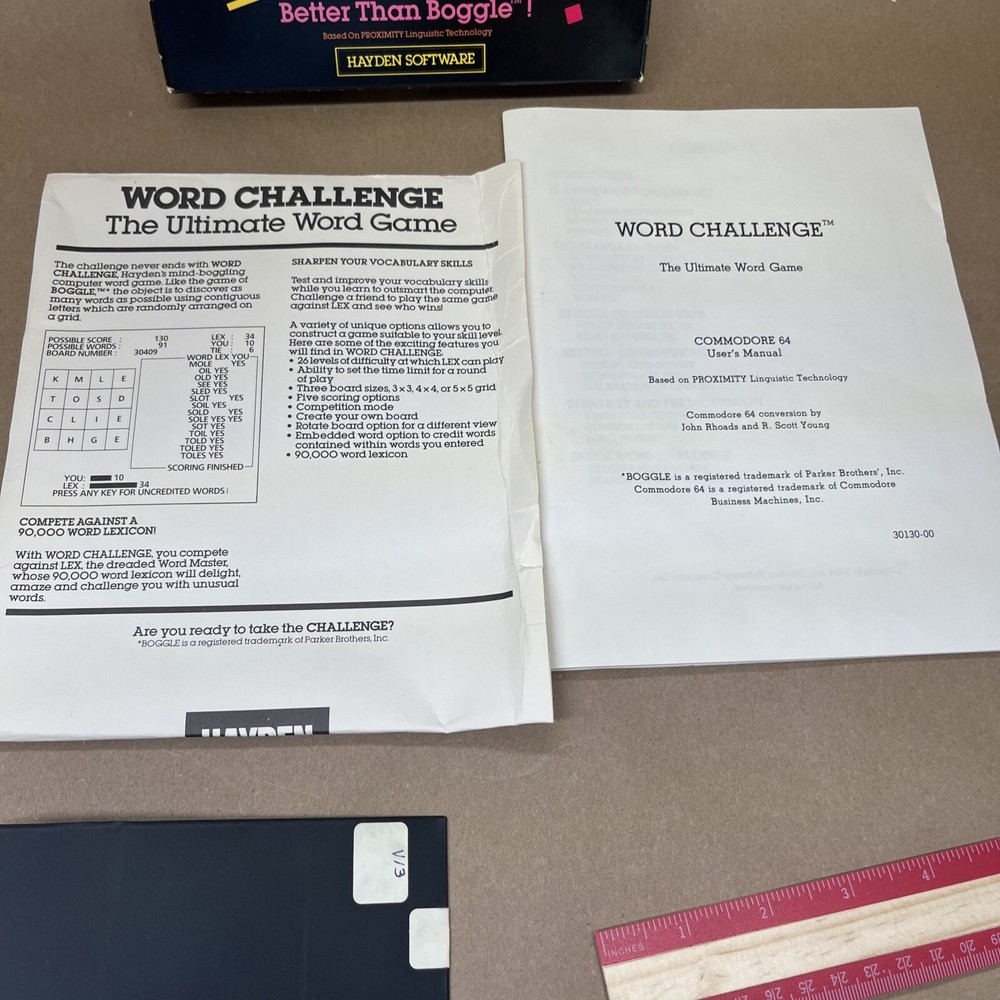 Better Than Boggle™!
Based On PROXIMITY Linguistic Technology
HAYDEN SOFTWARE
WORD CHALLENGE
The Ultimate Word Game
The challenge never ends with WORD
CHALLENGE, Hayden's mind-boggling
computer word game. Like the game of
BOGGLE,™* the object is to discover as
many words as possible using contiguous
letters which are randomly arranged on
a grid.
POSSIBLE SCORE : 130 LEX : 34
POSSIBLE WORDS : 91 YOU : 10
BOARD NUMBER : 30409 TIE : 6
WORD LEX YOU
MOLE YES
OIL YES
OLD YES
SEE YES
SLED YES
SLOT YES
SOIL YES
SOLD YES
SOLE YES YES
SOT YES
TOIL YES
TOLD YES
TOLED YES
TOLES YES
K M L E
T O S D
C L I E
B H G E
SCORING FINISHED
YOU: 10
LEX : 34
PRESS ANY KEY FOR UNCREDITED WORDS!
COMPETE AGAINST A
90,000 WORD LEXICON!
With WORD CHALLENGE, you compete
against LEX, the dreaded Word Master,
whose 90,000 word lexicon will delight,
amaze and challenge you with unusual
words.
SHARPEN YOUR VOCABULARY SKILLS
Test and improve your vocabulary skills
while you learn to outsmart the computer.
Challenge a friend to play the same game
against LEX and see who wins!
A variety of unique options allows you to
construct a game suitable to your skill level.
Here are some of the exciting features you
will find in WORD CHALLENGE:
• 26 levels of difficulty at which LEX can play
• Ability to set the time limit for a round
of play
• Three board sizes, 3×3, 4×4, or 5×5 grid
• Five scoring options
• Competition mode
• Create your own board
• Rotate board option for a different view
• Embedded word option to credit words
contained within words you entered
• 90,000 word lexicon
Are you ready to take the CHALLENGE?
*BOGGLE is a registered trademark of Parker Brothers, Inc.
HAYDEN
WORD CHALLENGE™
The Ultimate Word Game
COMMODORE 64
User's Manual
Based on PROXIMITY Linguistic Technology
Commodore 64 conversion by
John Rhoads and R. Scott Young
*BOGGLE is a registered trademark of Parker Brothers', Inc.
Commodore 64 is a registered trademark of Commodore
Business Machines, Inc.
30130-00
V/3
INCHES 1 2 3 4
26 25 24 23 22 21 20 19